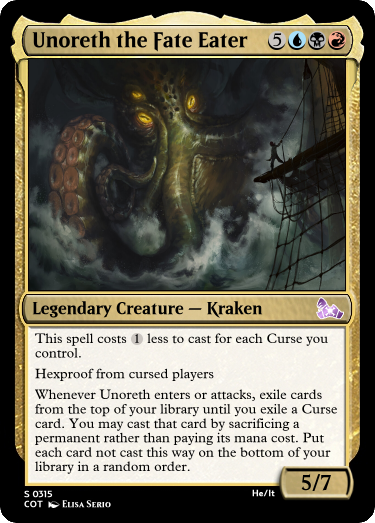 Unoreth the Fate Eater 5
Legendary Creature — Kraken
This spell costs 1 less to cast for each Curse you
control.
Hexproof from cursed players
Whenever Unoreth enters or attacks, exile cards
from the top of your library until you exile a Curse
card. You may cast that card by sacrificing a
permanent rather than paying its mana cost. Put
each card not cast this way on the bottom of your
library in a random order.
5/7
S 0315 He/It
COT Elisa Serio